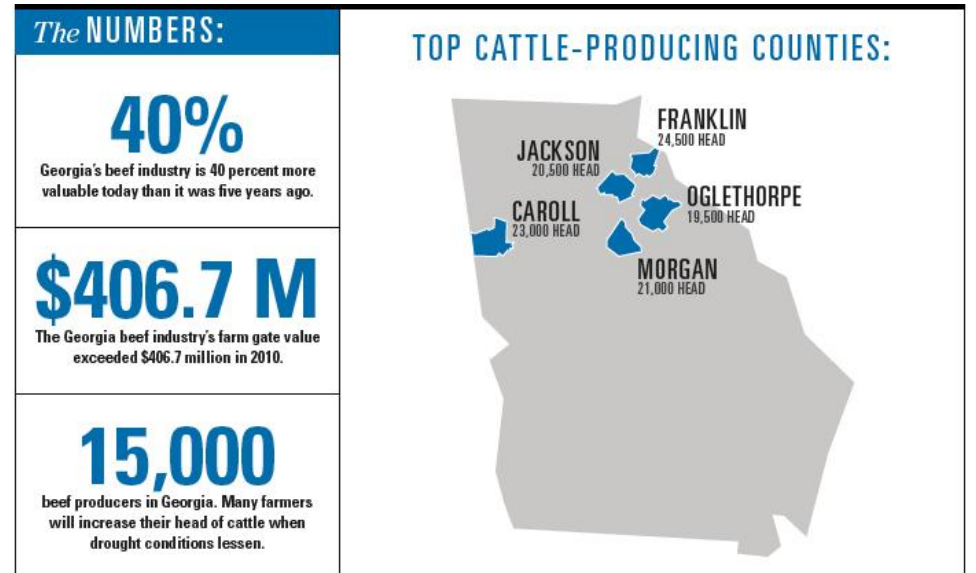 The NUMBERS:
40%
Georgia's beef industry is 40 percent more
valuable today than it was five years ago.
$406.7 M
The Georgia beef industry's farm gate value
exceeded $406.7 million in 2010.
15,000
beef producers in Georgia. Many farmers
will increase their head of cattle when
drought conditions lessen.
TOP CATTLE-PRODUCING COUNTIES:
FRANKLIN
24,500 HEAD
JACKSON
20,500 HEAD
OGLETHORPE
19,500 HEAD
CAROLL
23,000 HEAD
MORGAN
21,000 HEAD